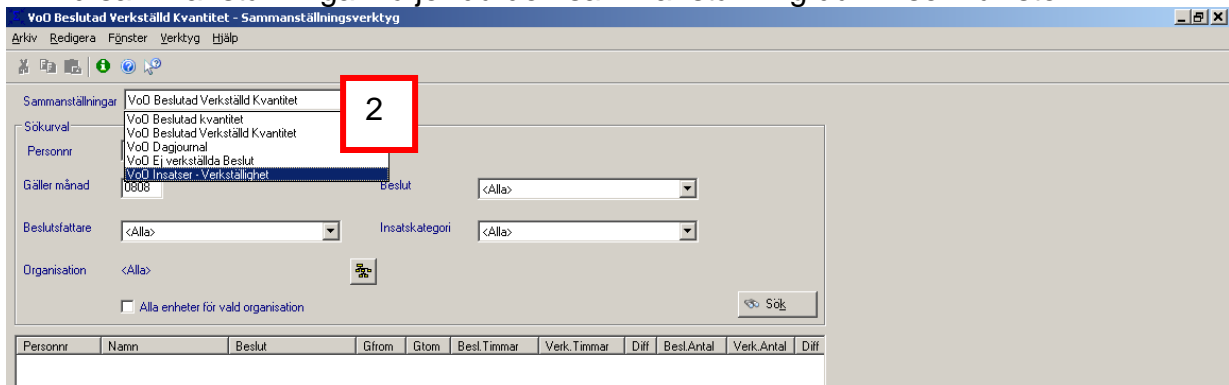 VoO Beslutad Verkställd Kvantitet - Sammanställningsverktyg
Arkiv Redigera Fönster Verktyg Hjälp
Sammanställningar VoO Beslutad Verkställd Kvantitet
2
VoO Beslutad kvantitet
VoO Beslutad Verkställd Kvantitet
VoO Dagjournal
VoO Ej verkställda Beslut
VoO Insatser - Verkställighet
Sökurval
Personnr
Gäller månad 0808 Beslut <Alla>
Beslutsfattare <Alla> Insatskategori <Alla>
Organisation <Alla>
Alla enheter för vald organisation
Sök
Personnr Namn Beslut Gfrom Gtom Besl.Timmar Verk.Timmar Diff Besl.Antal Verk.Antal Diff